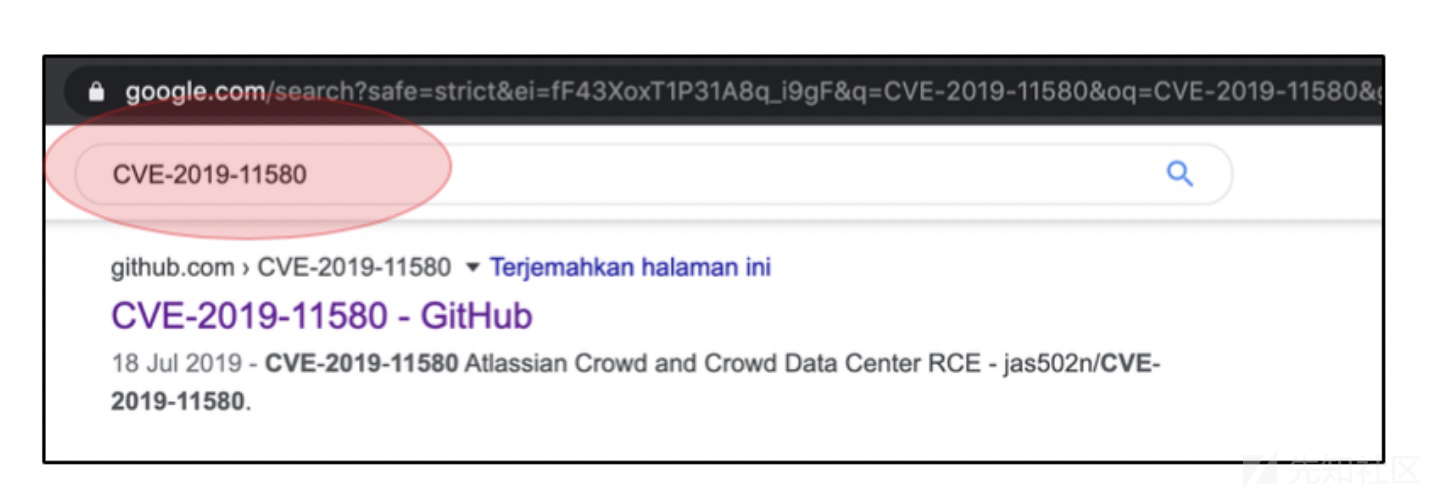 google.com/search?safe=strict&ei=fF43XoxT1P31A8q_i9gF&q=CVE-2019-11580&oq=CVE-2019-11580&
CVE-2019-11580
github.com › CVE-2019-11580 ▾ Terjemahkan halaman ini
CVE-2019-11580 - GitHub
18 Jul 2019 - CVE-2019-11580 Atlassian Crowd and Crowd Data Center RCE - jas502n/CVE-
2019-11580.
先知社区